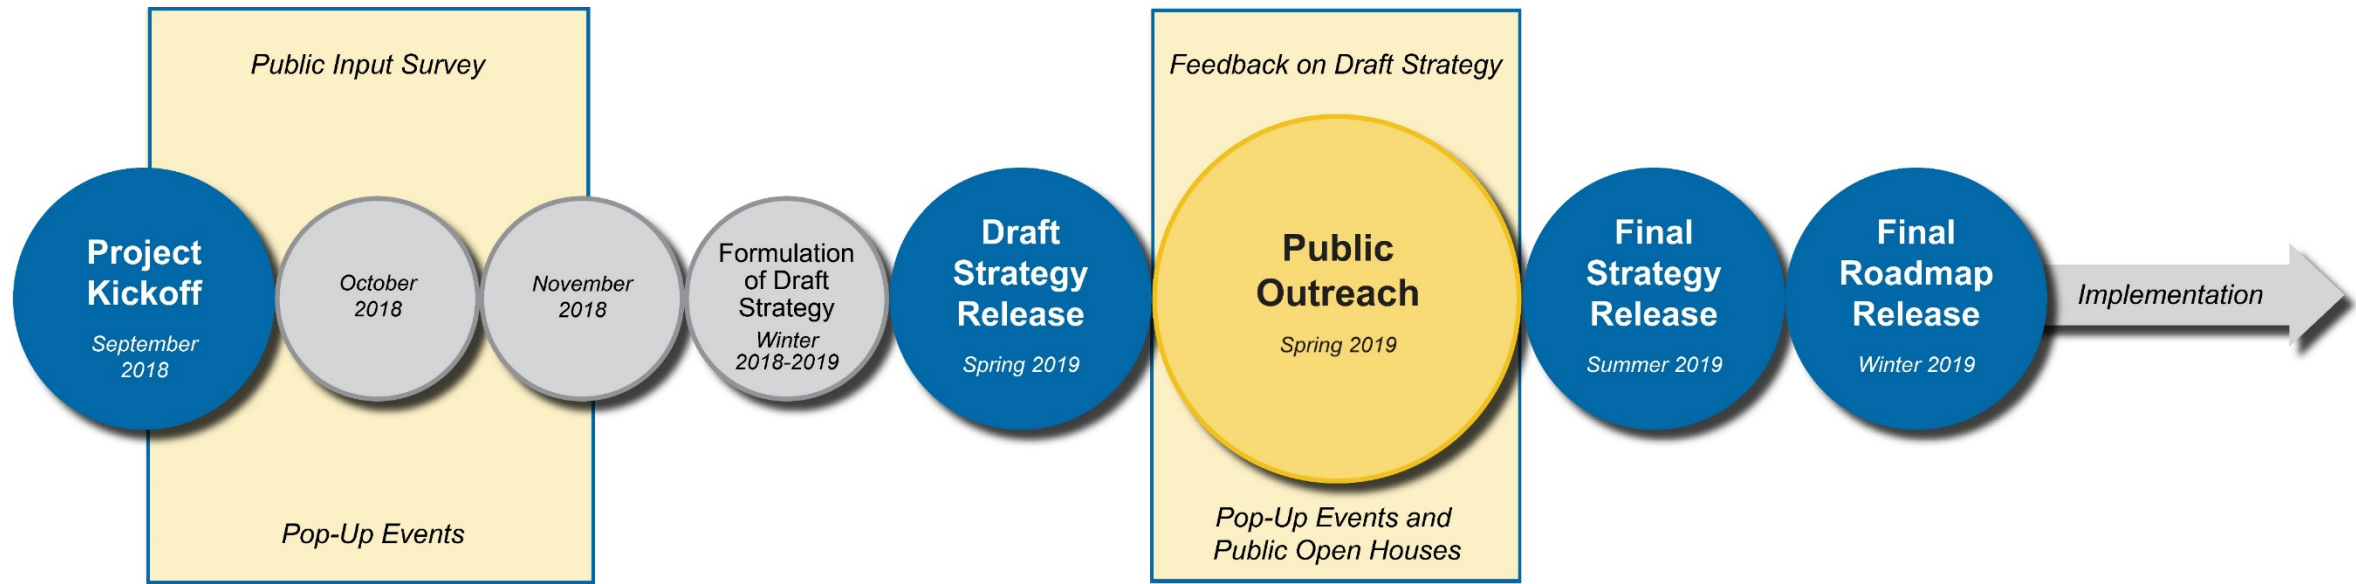 Public Input Survey
Project
Kickoff
September
2018
October
2018
November
2018
Pop-Up Events
Formulation
of Draft
Strategy
Winter
2018-2019
Draft
Strategy
Release
Spring 2019
Feedback on Draft Strategy
Public
Outreach
Spring 2019
Pop-Up Events and
Public Open Houses
Final
Strategy
Release
Summer 2019
Final
Roadmap
Release
Winter 2019
Implementation